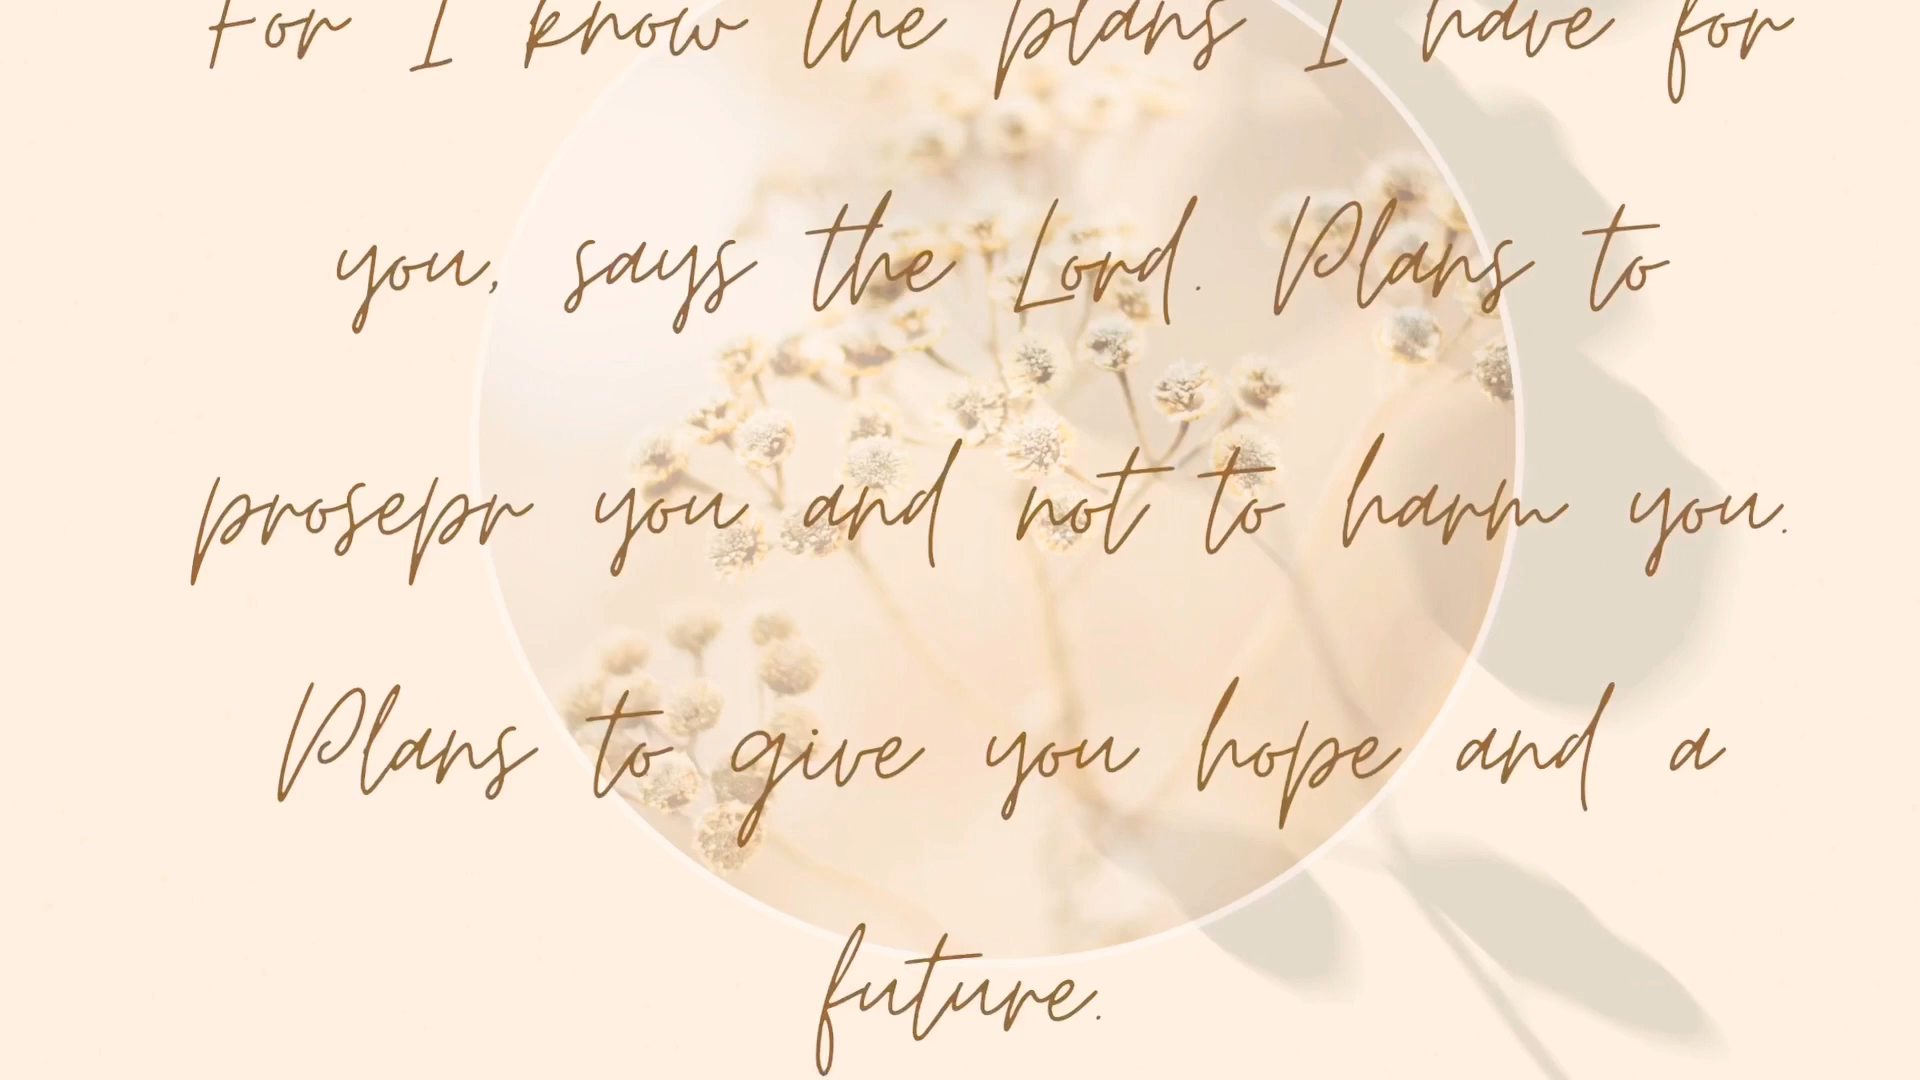 For I know the plans I have for
you, says the Lord. Plans to
prosepr you and not to harm you.
Plans to give you hope and a
future.